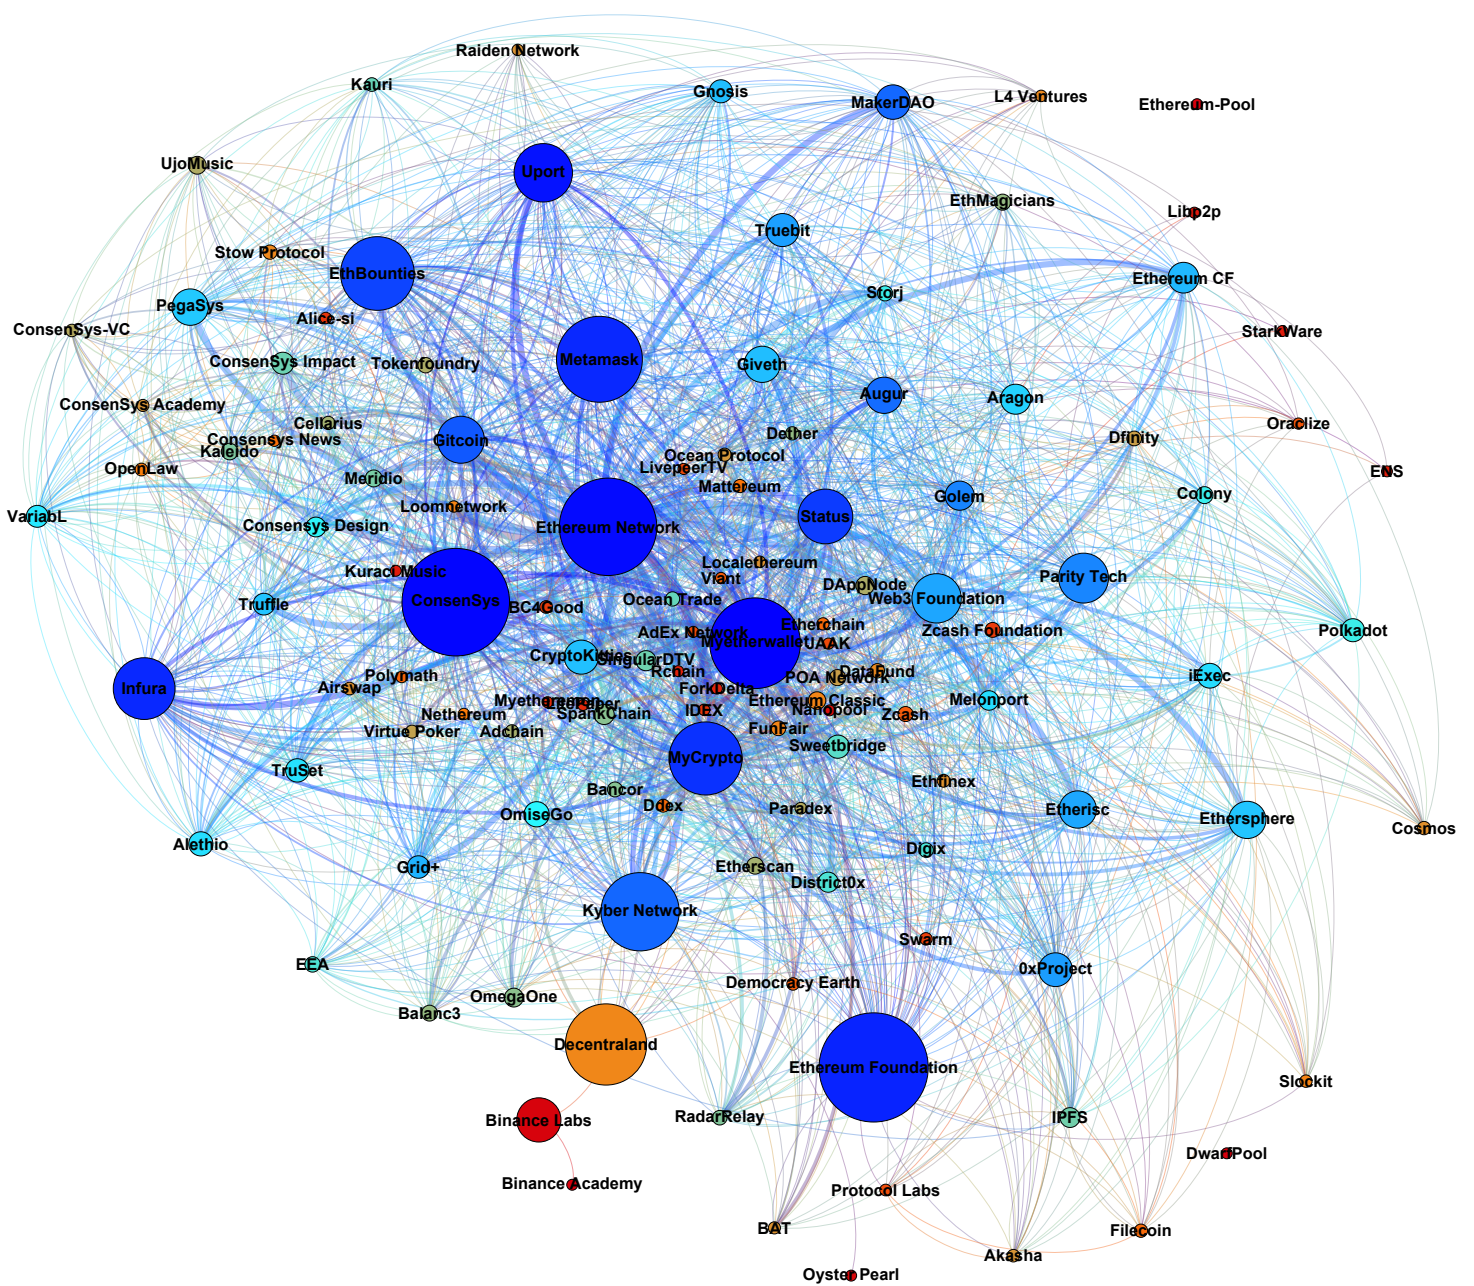 Raiden Network
Kauri
Gnosis
MakerDAO
L4 Ventures
Ethereum-Pool
UjoMusic
Uport
EthMagicians
Libp2p
Truebit
Stow Protocol
EthBounties
Ethereum CF
Storj
PegaSys
Alice-si
ConsenSys-VC
StarkWare
Metamask
ConsenSys Impact
Tokenfoundry
Giveth
Augur
Aragon
ConsenSys Academy
Cellarius
Oraclize
Consensys News
Gitcoin
Dether
Dfinity
Kaleido
Ocean Protocol
OpenLaw
LivepeerTV
ENS
Meridio
Mattereum
Golem
Colony
Loomnetwork
VariabL
Consensys Design
Ethereum Network
Status
Localethereum
Kuraci Music
Viant
Parity Tech
DAppNode
Truffle
ConsenSys
BC4Good
Ocean Trade
Web3 Foundation
Etherchain
AdEx Network
Zcash Foundation
Polkadot
Myetherwallet
JAAK
CryptoKitties
SingularDTV
Rchain
DataFund
POA Network
Polymath
iExec
Infura
Airswap
ForkDelta
Ethereum Classic
Melonport
IDEX
Nanopool
Nethereum
SpankChain
Zcash
Virtue Poker
Adchain
FunFair
Sweetbridge
MyCrypto
TruSet
Ethfinex
Bancor
Ddex
Paradex
OmiseGo
Etherisc
Ethersphere
Cosmos
Alethio
Digix
Grid+
Etherscan
District0x
Kyber Network
Swarm
EEA
0xProject
Democracy Earth
OmegaOne
Balanc3
Decentraland
Ethereum Foundation
Slockit
Binance Labs
RadarRelay
IPFS
DwarfPool
Binance Academy
Protocol Labs
BAT
Filecoin
Akasha
Oyster Pearl